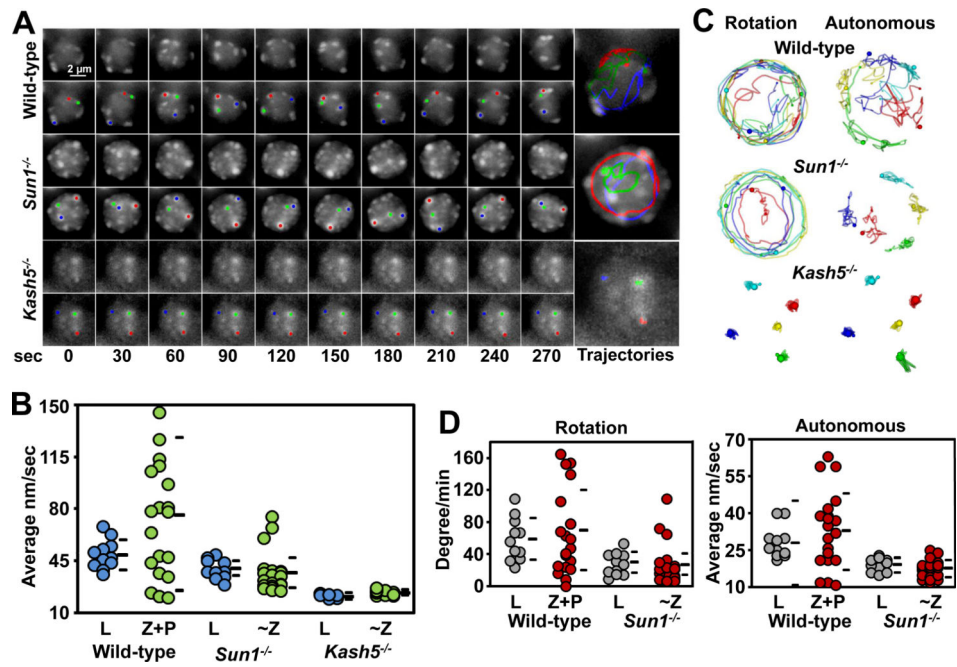 A
Wild-type
2 µm
Sun1-/-
Kash5-/-
sec 0 30 60 90 120 150 180 210 240 270 Trajectories
C
Rotation Autonomous
Wild-type
Sun1-/-
Kash5-/-
B
Average nm/sec
150
115
80
45
10
L Z+P L ~Z L ~Z
Wild-type Sun1-/- Kash5-/-
D
Rotation
Degree/min
160
120
80
40
0
L Z+P L ~Z
Wild-type Sun1-/-
Autonomous
Average nm/sec
70
55
40
25
10
L Z+P L ~Z
Wild-type Sun1-/-